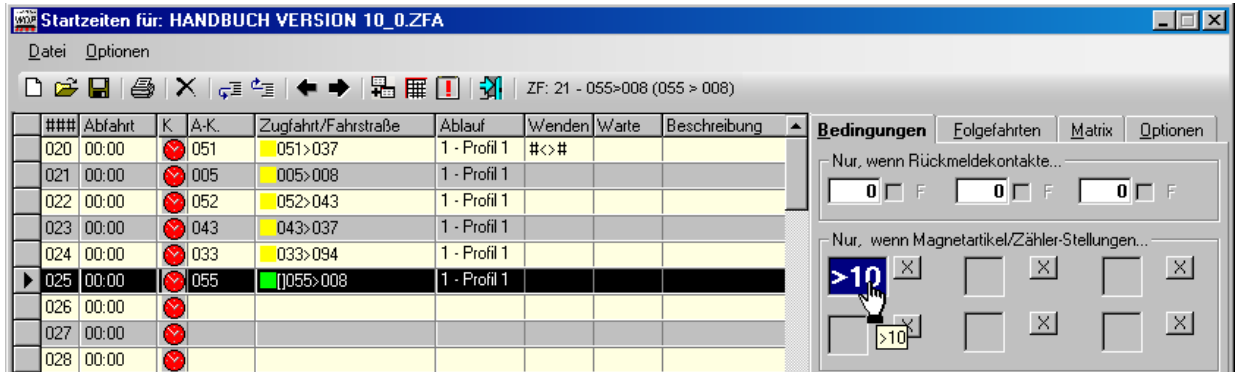 Startzeiten für: HANDBUCH VERSION 10_0.ZFA
Datei Optionen
ZF: 21 - 055>008 (055 > 008)
### Abfahrt K A-K. Zugfahrt/Fahrstraße Ablauf Wenden Warte Beschreibung
020 00:00 051 051>037 1 - Profil 1 #<>#
021 00:00 005 005>008 1 - Profil 1
022 00:00 052 052>043 1 - Profil 1
023 00:00 043 043>037 1 - Profil 1
024 00:00 033 033>094 1 - Profil 1
025 00:00 055 []055>008 1 - Profil 1
026 00:00
027 00:00
028 00:00
Bedingungen Folgefahrten Matrix Optionen
Nur, wenn Rückmeldekontakte...
0 F 0 F 0 F
Nur, wenn Magnetartikel/Zähler-Stellungen...
>10 X X X
>10 X X X